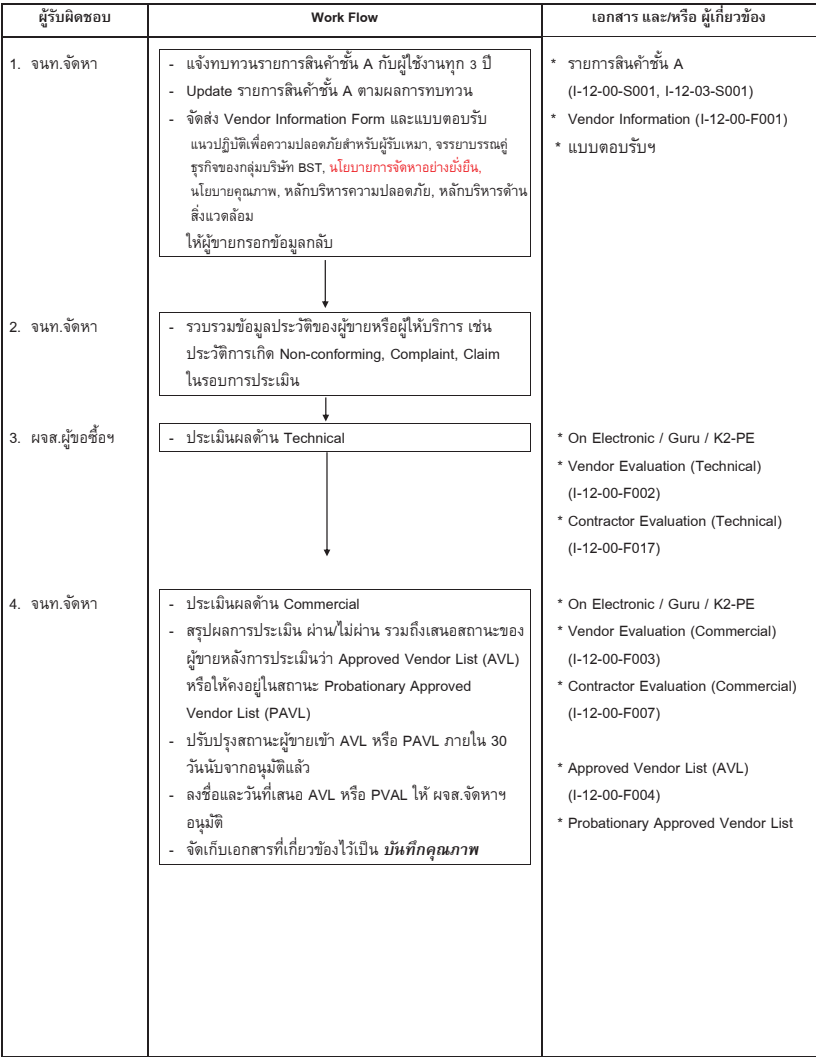 ผู้รับผิดชอบ
Work Flow
เอกสาร และ/หรือ ผู้เกี่ยวข้อง
1. จนท.จัดหา
- แจ้งทบทวนรายการสินค้าชั้น A กับผู้ใช้งานทุก 3 ปี
- Update รายการสินค้าชั้น A ตามผลการทบทวน
- จัดส่ง Vendor Information Form และแบบตอบรับ
แนวปฏิบัติเพื่อความปลอดภัยสำหรับผู้รับเหมา, จรรยาบรรณคู่
ธุรกิจของกลุ่มบริษัท BST, นโยบายการจัดหาอย่างยั่งยืน,
นโยบายคุณภาพ, หลักบริหารความปลอดภัย, หลักบริหารด้าน
สิ่งแวดล้อม
ให้ผู้ขายกรอกข้อมูลกลับ
* รายการสินค้าชั้น A
(I-12-00-S001, I-12-03-S001)
* Vendor Information (I-12-00-F001)
* แบบตอบรับฯ
2. จนท.จัดหา
- รวบรวมข้อมูลประวัติของผู้ขายหรือผู้ให้บริการ เช่น
ประวัติการเกิด Non-conforming, Complaint, Claim
ในรอบการประเมิน
3. ผจส.ผู้ขอซื้อฯ
- ประเมินผลด้าน Technical
* On Electronic / Guru / K2-PE
* Vendor Evaluation (Technical)
(I-12-00-F002)
* Contractor Evaluation (Technical)
(I-12-00-F017)
4. จนท.จัดหา
- ประเมินผลด้าน Commercial
- สรุปผลการประเมิน ผ่าน/ไม่ผ่าน รวมถึงเสนอสถานะของ
ผู้ขายหลังการประเมินว่า Approved Vendor List (AVL)
หรือให้คงอยู่ในสถานะ Probationary Approved
Vendor List (PAVL)
- ปรับปรุงสถานะผู้ขายเข้า AVL หรือ PAVL ภายใน 30
วันนับจากอนุมัติแล้ว
- ลงชื่อและวันที่เสนอ AVL หรือ PVAL ให้ ผจส.จัดหาฯ
อนุมัติ
- จัดเก็บเอกสารที่เกี่ยวข้องไว้เป็น บันทึกคุณภาพ
* On Electronic / Guru / K2-PE
* Vendor Evaluation (Commercial)
(I-12-00-F003)
* Contractor Evaluation (Commercial)
(I-12-00-F007)
* Approved Vendor List (AVL)
(I-12-00-F004)
* Probationary Approved Vendor List